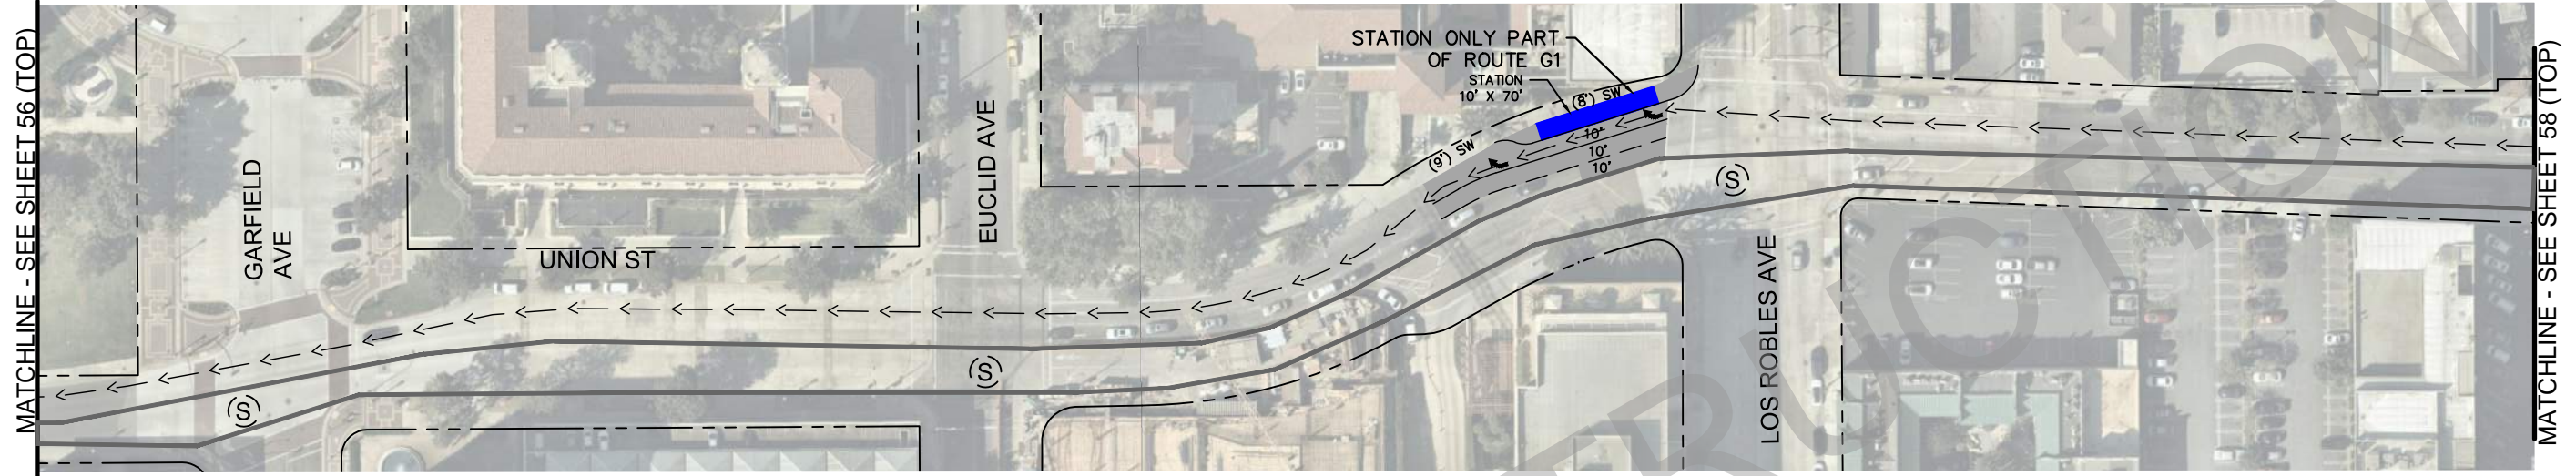 MATCHLINE - SEE SHEET 56 (TOP)
GARFIELD
AVE
UNION ST
EUCLID AVE
STATION ONLY PART
OF ROUTE G1
STATION
10' X 70'
(8') SW
(9') SW
10'
10'
10'
(S)
(S)
(S)
LOS ROBLES AVE
MATCHLINE - SEE SHEET 58 (TOP)
RUCTION